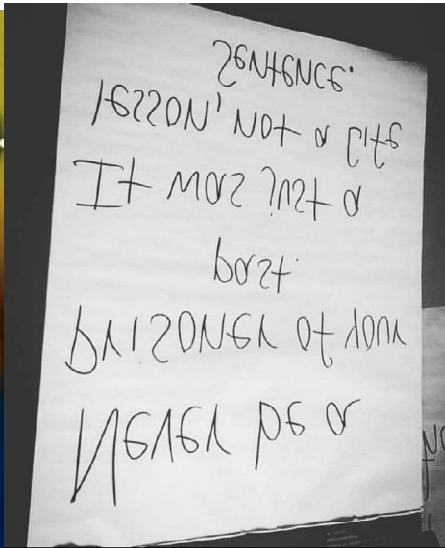 Never be a
Prisoner of your
past.
It was just a
lesson, not a life
sentence.